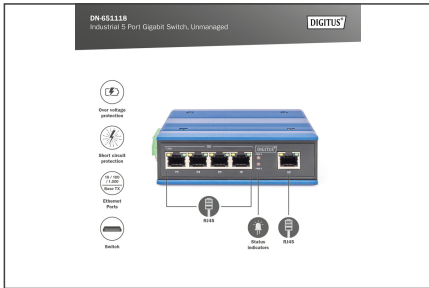 DN-651118
Industrial 5 Port Gigabit Switch, Unmanaged
DIGITUS®
Over voltage
protection
Short circuit
protection
10 / 100
/ 1.000
Base TX
Ethernet
Ports
Switch
DIGITUS
RJ45
Status
indicators
RJ45